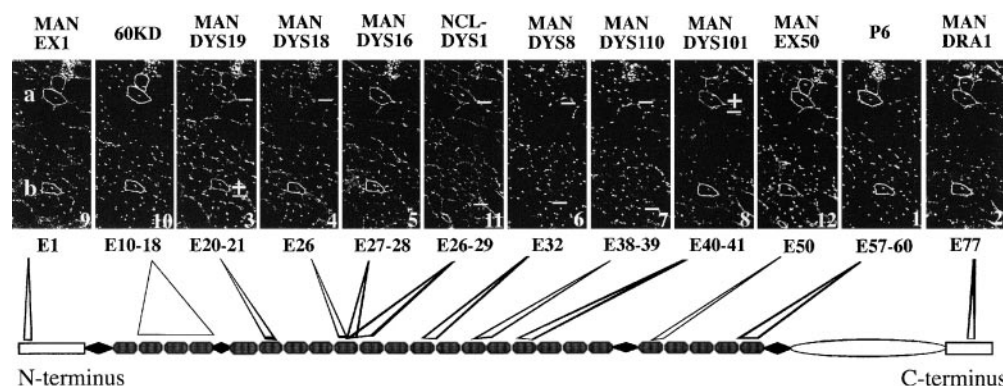 MAN EX1 60KD MAN DYS19 MAN DYS18 MAN DYS16 NCL- DYS1 MAN DYS8 MAN DYS110 MAN DYS101 MAN EX50 P6 MAN DRA1
a − − − − − + −
b + − − − −
9 10 3 4 5 11 6 7 8 12 1 2
E1 E10-18 E20-21 E26 E27-28 E26-29 E32 E38-39 E40-41 E50 E57-60 E77
N-terminus C-terminus